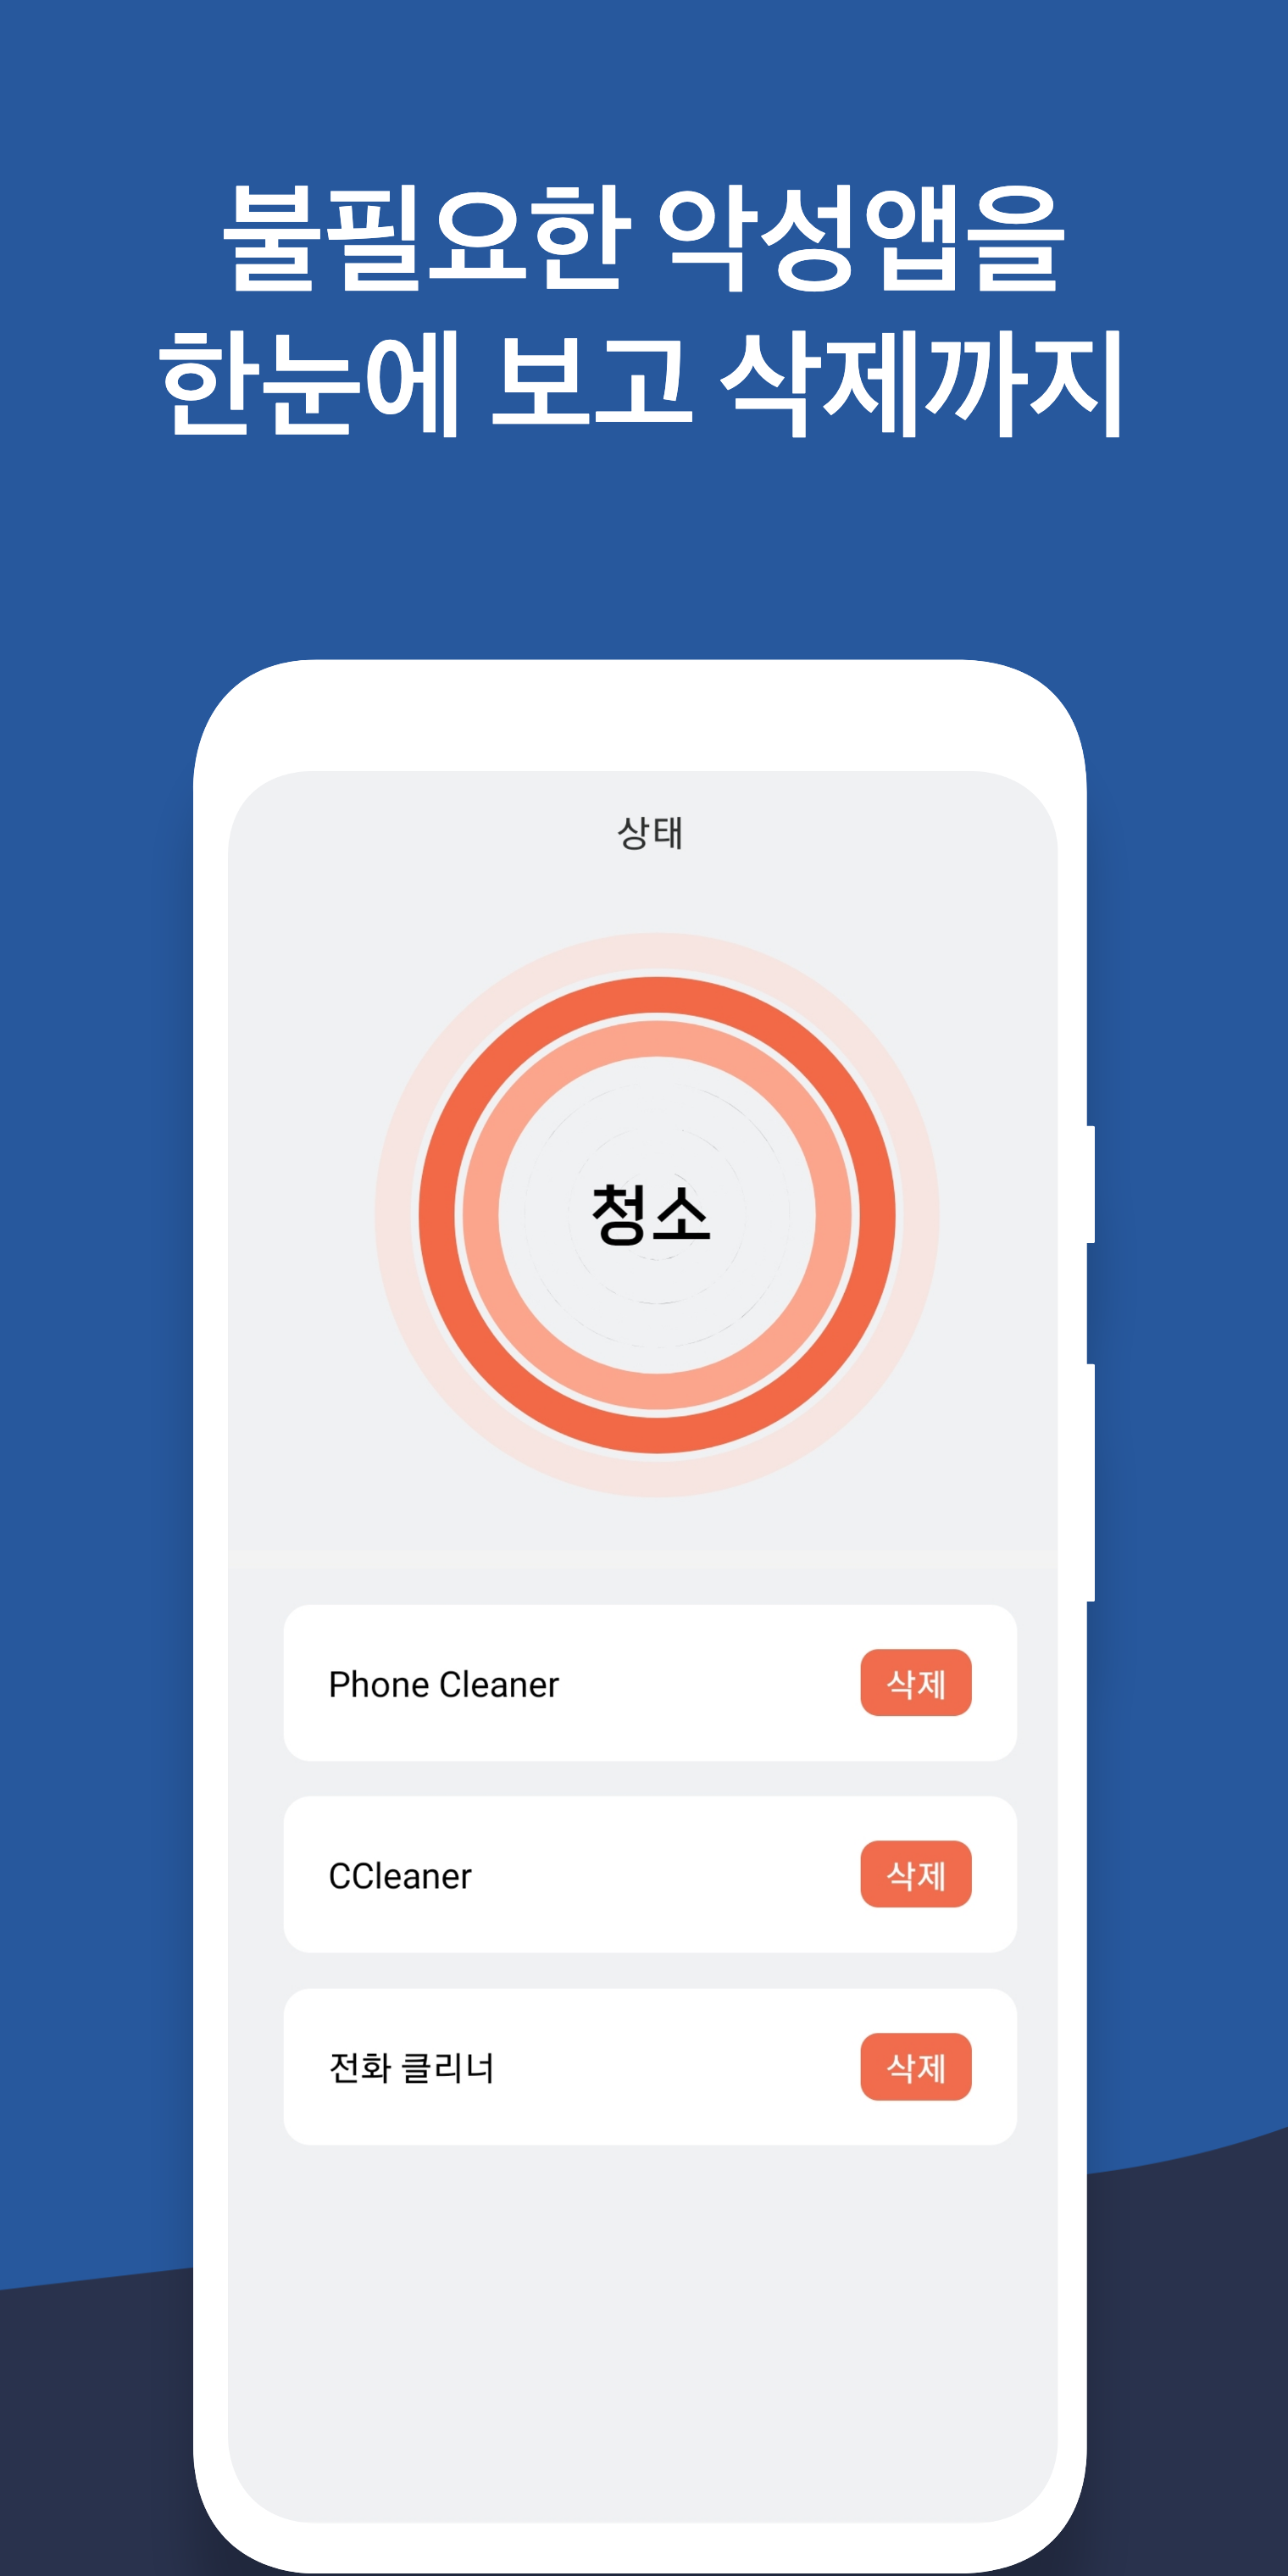 불필요한 악성앱을
한눈에 보고 삭제까지
상태
청소
Phone Cleaner
삭제
CCleaner
삭제
전화 클리너
삭제